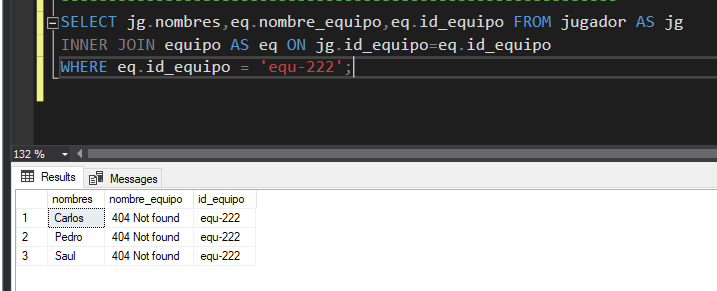 SELECT jg.nombres,eq.nombre_equipo,eq.id_equipo FROM jugador AS jg
INNER JOIN equipo AS eq ON jg.id_equipo=eq.id_equipo
WHERE eq.id_equipo = 'equ-222';
132 %
Results Messages
nombres nombre_equipo id_equipo
1 Carlos 404 Not found equ-222
2 Pedro 404 Not found equ-222
3 Saul 404 Not found equ-222